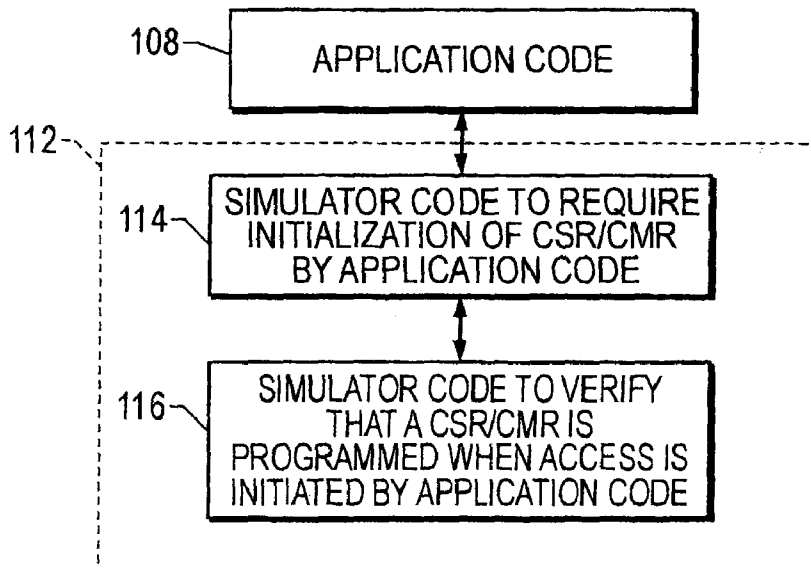 108
APPLICATION CODE
112
114
SIMULATOR CODE TO REQUIRE
INITIALIZATION OF CSR/CMR
BY APPLICATION CODE
116
SIMULATOR CODE TO VERIFY
THAT A CSR/CMR IS
PROGRAMMED WHEN ACCESS IS
INITIATED BY APPLICATION CODE